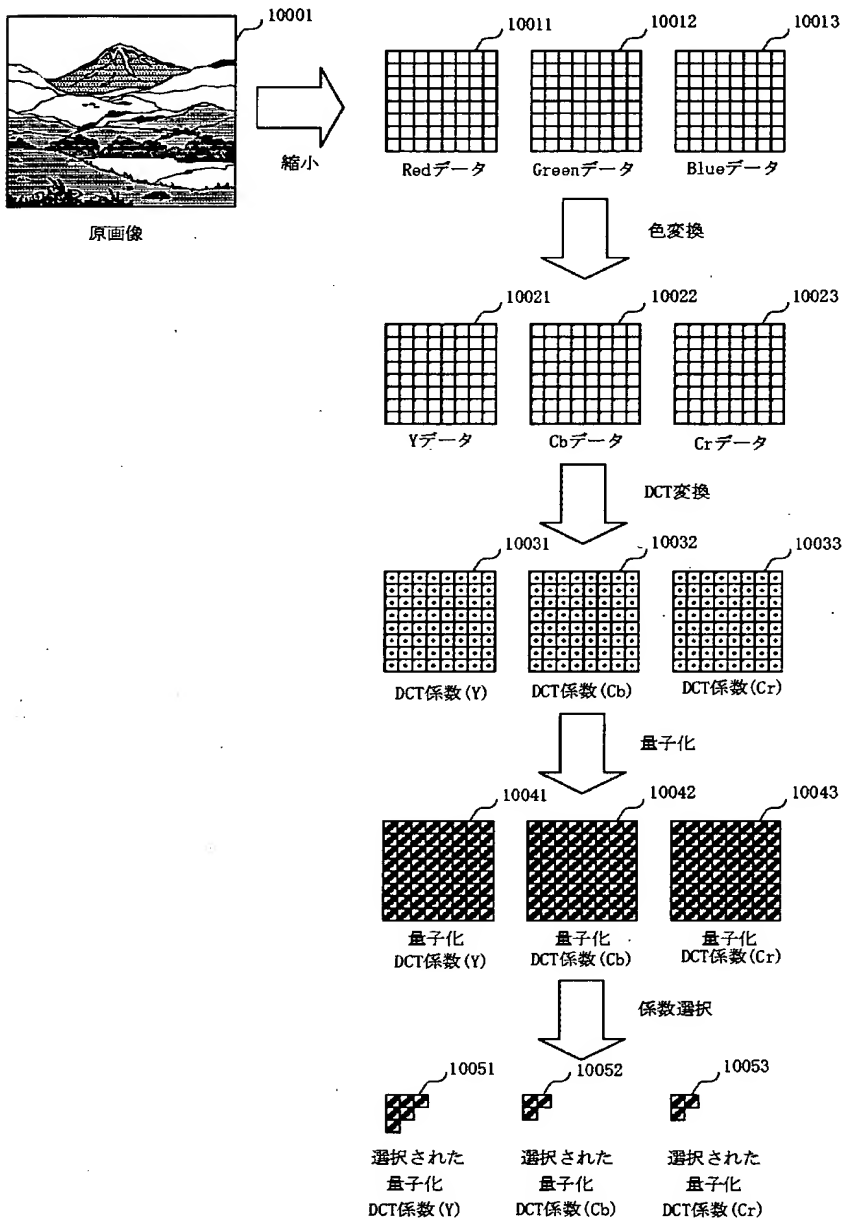 10001
10011
10012
10013
縮小
Redデータ
Greenデータ
Blueデータ
原画像
色変換
10021
10022
10023
Yデータ
Cbデータ
Crデータ
DCT変換
10031
10032
10033
DCT係数(Y)
DCT係数(Cb)
DCT係数(Cr)
量子化
10041
10042
10043
量子化
DCT係数(Y)
量子化
DCT係数(Cb)
量子化
DCT係数(Cr)
係数選択
10051
10052
10053
選択された
量子化
DCT係数(Y)
選択された
量子化
DCT係数(Cb)
選択された
量子化
DCT係数(Cr)